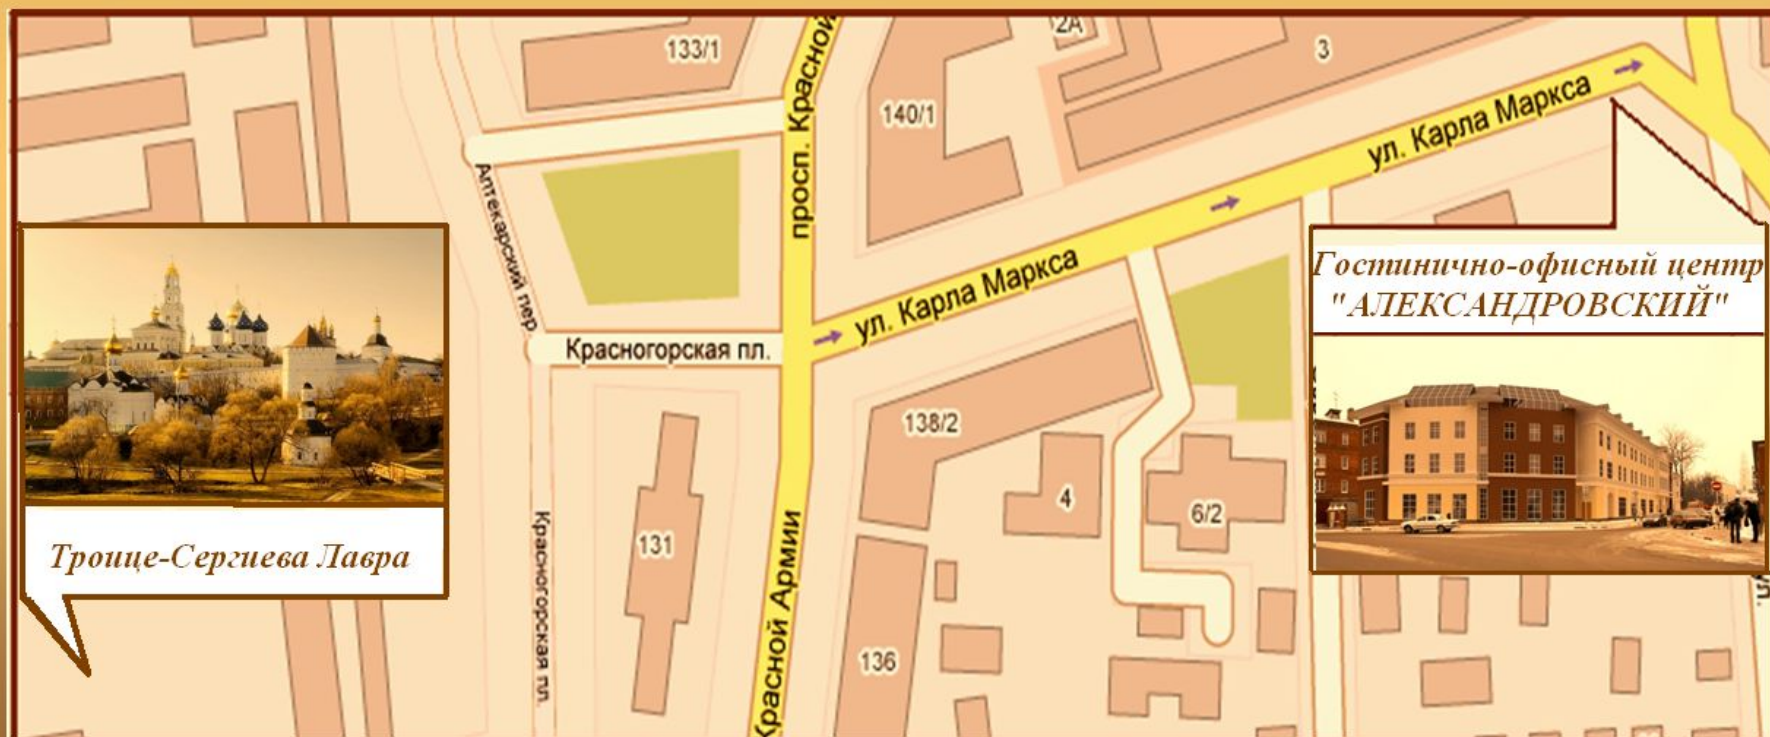 133/1
просп. Красной
2А
3
140/1
ул. Карла Маркса
Аптекарский пер.
Гостинично-офисный центр
"АЛЕКСАНДРОВСКИЙ"
ул. Карла Маркса
Красногорская пл.
138/2
4
6/2
131
Троице-Сергиева Лавра
Красногорская пл.
Красной Армии
136